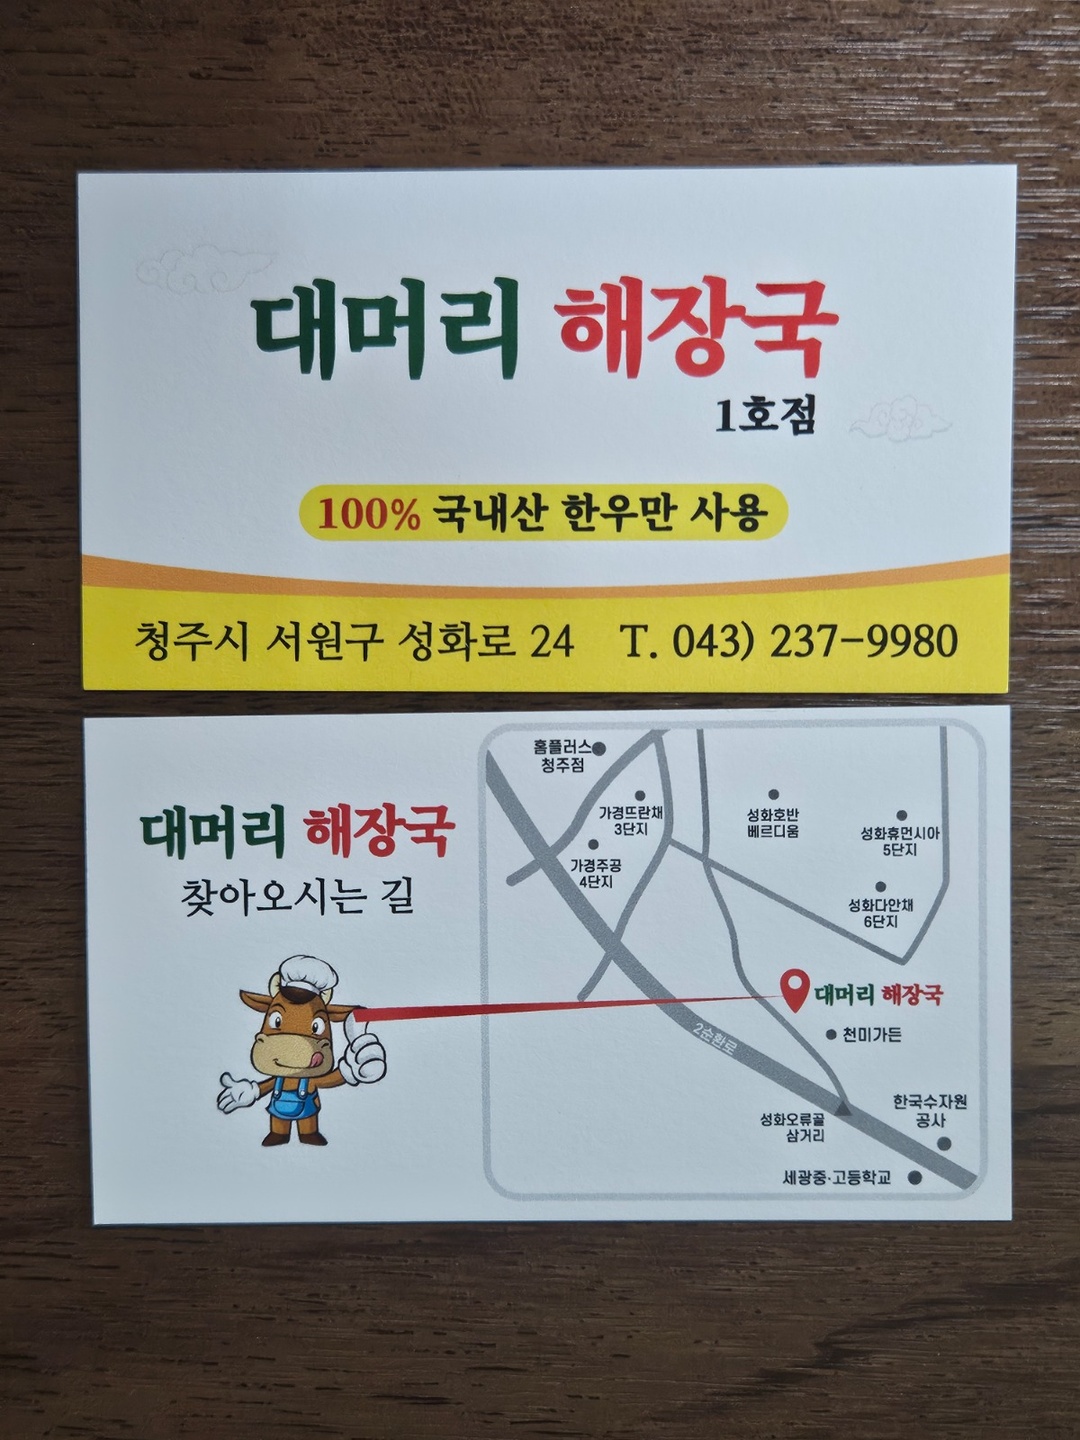 대머리 해장국
1호점
100% 국내산 한우만 사용
청주시 서원구 성화로 24 T. 043) 237-9980
대머리 해장국
찾아오시는 길
홈플러스
청주점
가경뜨란채
3단지
가경주공
4단지
성화호반
베르디움
성화휴먼시아
5단지
성화다안채
6단지
대머리 해장국
천미가든
2순환로
한국수자원
공사
성화오류골
삼거리
세광중·고등학교